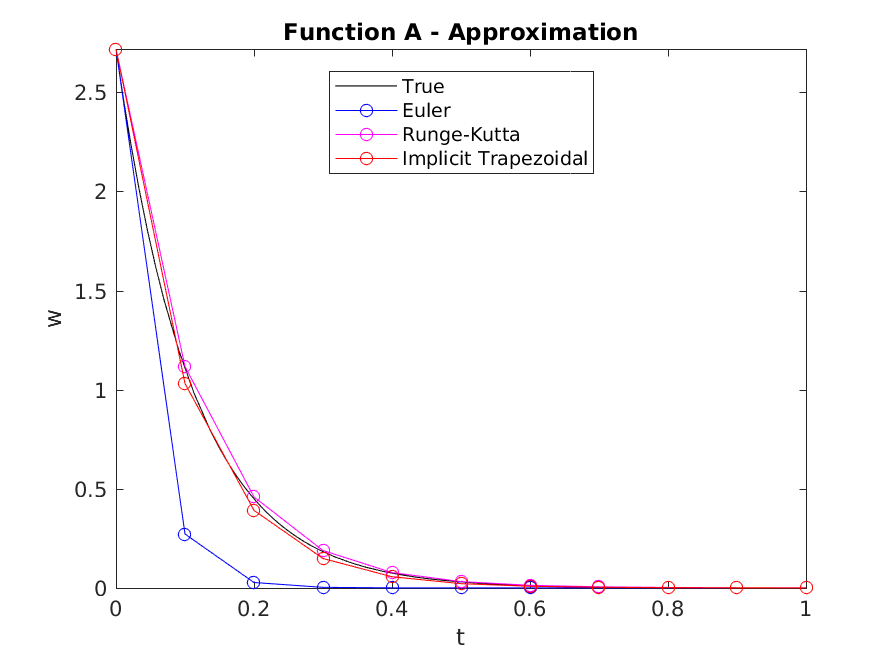 Function A - Approximation
True
Euler
Runge-Kutta
Implicit Trapezoidal
2.5
2
1.5
1
0.5
0
w
0 0.2 0.4 0.6 0.8 1
t